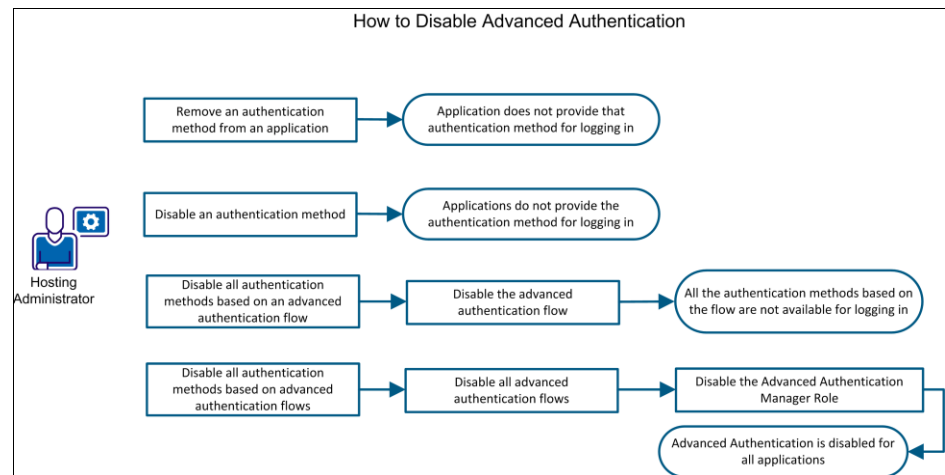 How to Disable Advanced Authentication
Remove an authentication
method from an application
Application does not provide that
authentication method for logging in
Disable an authentication method
Applications do not provide the
authentication method for logging in
Hosting
Administrator
Disable all authentication
methods based on an advanced
authentication flow
Disable the advanced
authentication flow
All the authentication methods based on
the flow are not available for logging in
Disable all authentication
methods based on advanced
authentication flows
Disable all advanced
authentication flows
Disable the Advanced Authentication
Manager Role
Advanced Authentication is disabled for
all applications